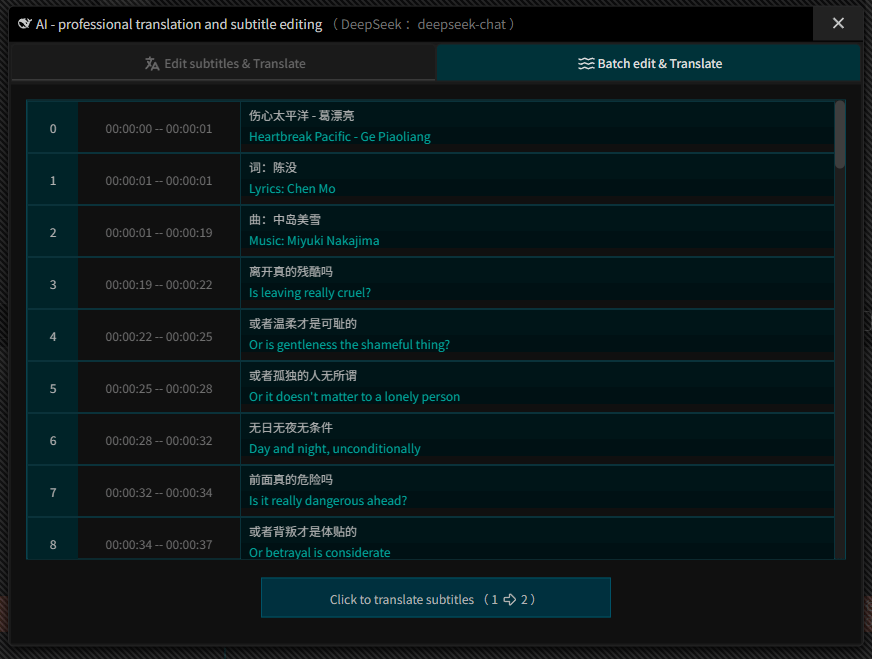 AI - professional translation and subtitle editing （DeepSeek： deepseek-chat）
Edit subtitles & Translate
Batch edit & Translate
0
00:00:00 -- 00:00:01
伤心太平洋 - 葛漂亮
Heartbreak Pacific - Ge Piaoliang
1
00:00:01 -- 00:00:01
词：陈没
Lyrics: Chen Mo
2
00:00:01 -- 00:00:19
曲：中岛美雪
Music: Miyuki Nakajima
3
00:00:19 -- 00:00:22
离开真的残酷吗
Is leaving really cruel?
4
00:00:22 -- 00:00:25
或者温柔才是可耻的
Or is gentleness the shameful thing?
5
00:00:25 -- 00:00:28
或者孤独的人无所谓
Or it doesn't matter to a lonely person
6
00:00:28 -- 00:00:32
无日无夜无条件
Day and night, unconditionally
7
00:00:32 -- 00:00:34
前面真的危险吗
Is it really dangerous ahead?
8
00:00:34 -- 00:00:37
或者背叛才是体贴的
Or betrayal is considerate
Click to translate subtitles （1 ➩ 2）